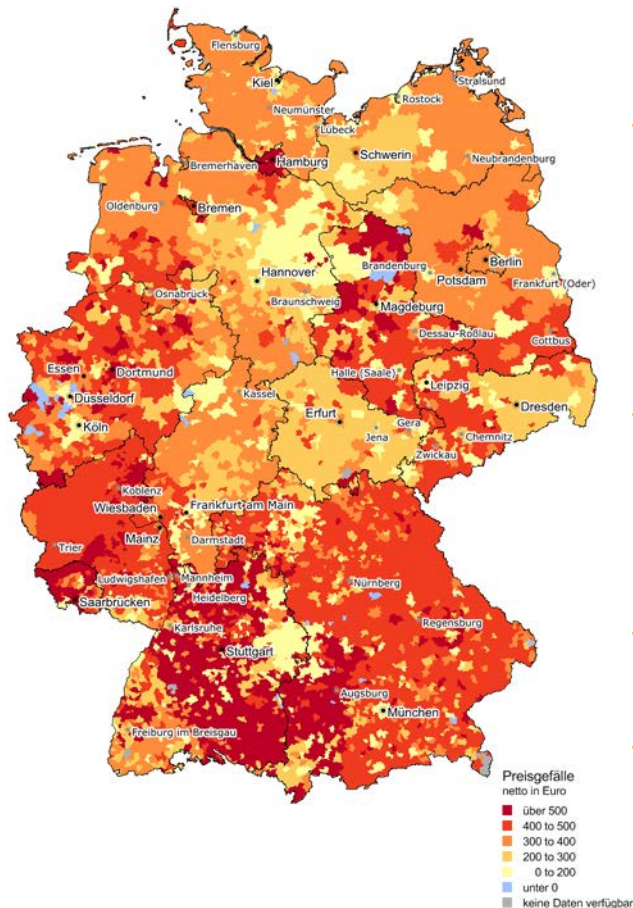 Flensburg
Kiel
Stralsund
Rostock
Neumünster
Lübeck
Schwerin
Neubrandenburg
Bremerhaven
Hamburg
Oldenburg
Bremen
Berlin
Hannover
Brandenburg
Potsdam
Frankfurt (Oder)
Osnabrück
Braunschweig
Magdeburg
Dessau-Roßlau
Cottbus
Essen
Dortmund
Halle (Saale)
Leipzig
Düsseldorf
Kassel
Dresden
Köln
Erfurt
Gera
Jena
Chemnitz
Zwickau
Koblenz
Wiesbaden
Frankfurt am Main
Mainz
Trier
Darmstadt
Ludwigshafen
Mannheim
Nürnberg
Saarbrücken
Heidelberg
Regensburg
Karlsruhe
Stuttgart
Augsburg
München
Freiburg im Breisgau
Preisgefälle
netto in Euro
über 500
400 to 500
300 to 400
200 to 300
0 to 200
unter 0
keine Daten verfügbar